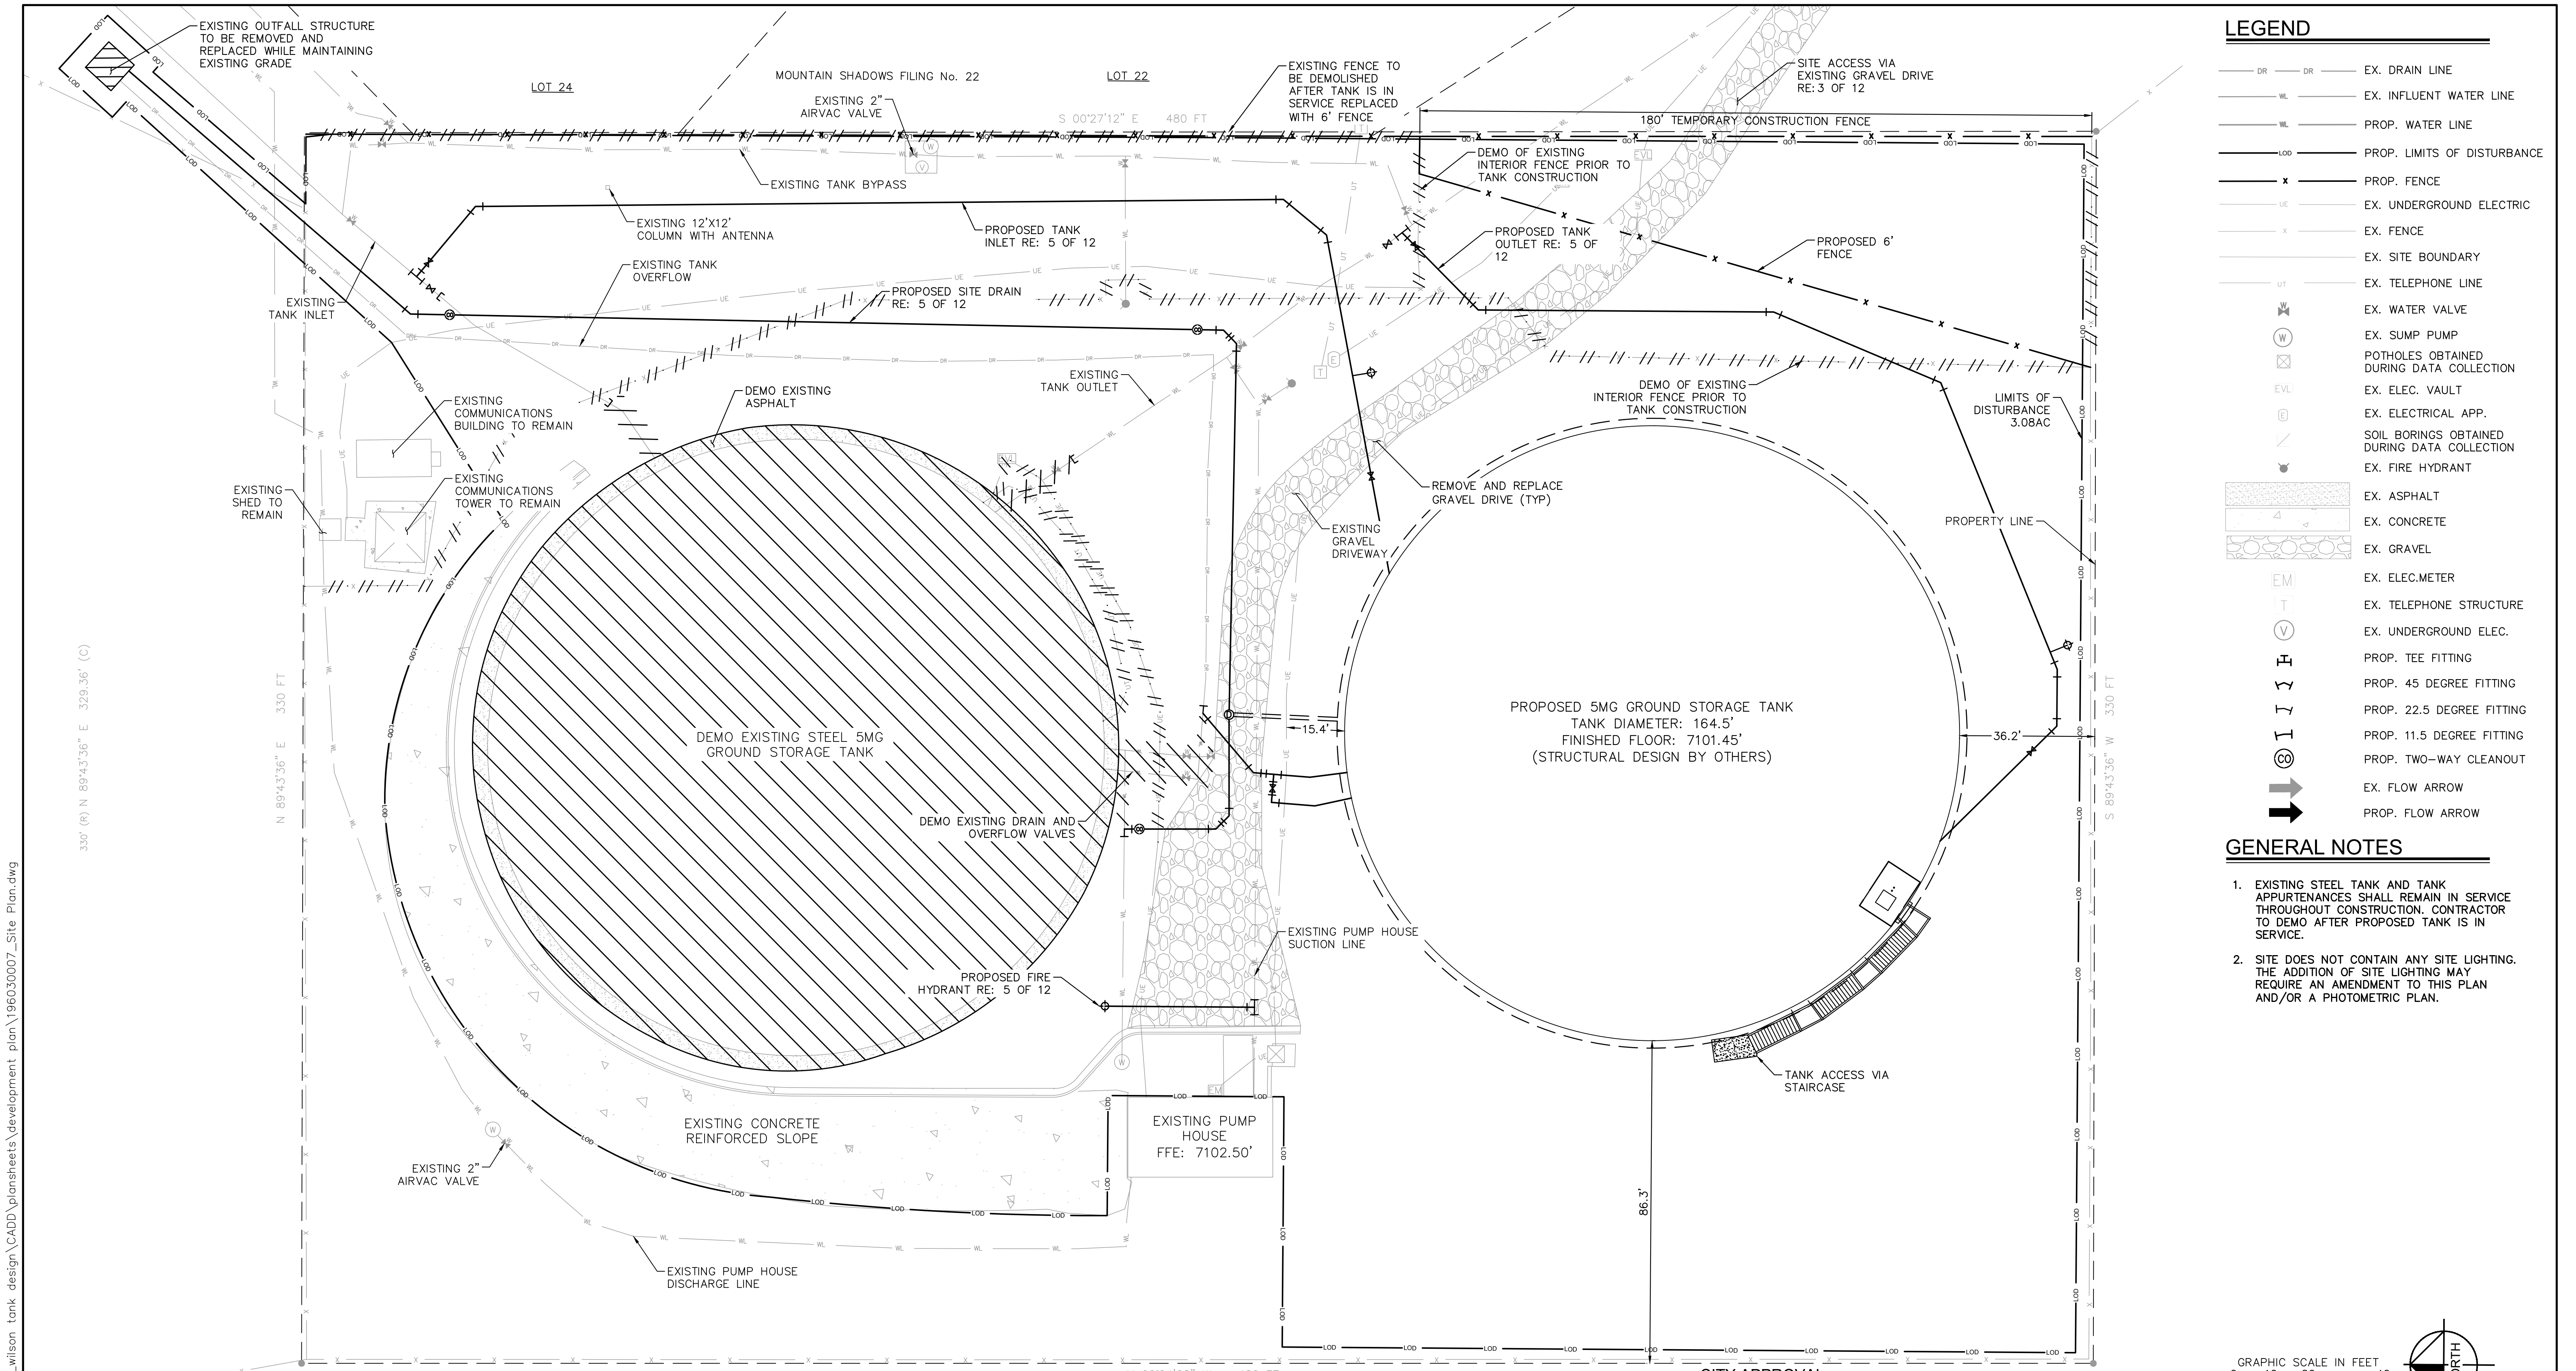 EXISTING OUTFALL STRUCTURE
TO BE REMOVED AND
REPLACED WHILE MAINTAINING
EXISTING GRADE
LOT 24
MOUNTAIN SHADOWS FILING No. 22
LOT 22
EXISTING 2"
AIRVAC VALVE
S 00°27'12" E 480 FT
EXISTING FENCE TO
BE DEMOLISHED
AFTER TANK IS IN
SERVICE REPLACED
WITH 6' FENCE
SITE ACCESS VIA
EXISTING GRAVEL DRIVE
RE:3 OF 12
180' TEMPORARY CONSTRUCTION FENCE
DEMO OF EXISTING
INTERIOR FENCE PRIOR TO
TANK CONSTRUCTION
EXISTING TANK BYPASS
EXISTING 12'X12'
COLUMN WITH ANTENNA
PROPOSED TANK
INLET RE: 5 OF 12
PROPOSED TANK
OUTLET RE: 5 OF
12
PROPOSED 6'
FENCE
EXISTING TANK
OVERFLOW
PROPOSED SITE DRAIN
RE: 5 OF 12
EXISTING
TANK INLET
EXISTING
TANK OUTLET
DEMO EXISTING
ASPHALT
DEMO OF EXISTING
INTERIOR FENCE PRIOR TO
TANK CONSTRUCTION
LIMITS OF
DISTURBANCE
3.08AC
EXISTING
COMMUNICATIONS
BUILDING TO REMAIN
EXISTING
COMMUNICATIONS
TOWER TO REMAIN
EXISTING
SHED TO
REMAIN
REMOVE AND REPLACE
GRAVEL DRIVE (TYP)
EXISTING
GRAVEL
DRIVEWAY
PROPERTY LINE
330' (R) N 89°43'36" E 329.36' (C)
N 89°43'36" E 330 FT
DEMO EXISTING STEEL 5MG
GROUND STORAGE TANK
15.4'
PROPOSED 5MG GROUND STORAGE TANK
TANK DIAMETER: 164.5'
FINISHED FLOOR: 7101.45'
(STRUCTURAL DESIGN BY OTHERS)
36.2'
S 89°43'36" W 330 FT
DEMO EXISTING DRAIN AND
OVERFLOW VALVES
EXISTING PUMP HOUSE
SUCTION LINE
PROPOSED FIRE
HYDRANT RE: 5 OF 12
TANK ACCESS VIA
STAIRCASE
EXISTING CONCRETE
REINFORCED SLOPE
EXISTING PUMP
HOUSE
FFE: 7102.50'
EXISTING 2"
AIRVAC VALVE
86.3'
EXISTING PUMP HOUSE
DISCHARGE LINE
wilson tank design\CADD\plansheets\development plan\196030007_Site Plan.dwg
LEGEND
DR DR EX. DRAIN LINE
WL EX. INFLUENT WATER LINE
WL PROP. WATER LINE
LOD PROP. LIMITS OF DISTURBANCE
X PROP. FENCE
UE EX. UNDERGROUND ELECTRIC
X EX. FENCE
EX. SITE BOUNDARY
UT EX. TELEPHONE LINE
W EX. WATER VALVE
W EX. SUMP PUMP
POTHOLES OBTAINED
DURING DATA COLLECTION
EVL EX. ELEC. VAULT
E EX. ELECTRICAL APP.
SOIL BORINGS OBTAINED
DURING DATA COLLECTION
EX. FIRE HYDRANT
EX. ASPHALT
EX. CONCRETE
EX. GRAVEL
EM EX. ELEC.METER
T EX. TELEPHONE STRUCTURE
V EX. UNDERGROUND ELEC.
PROP. TEE FITTING
PROP. 45 DEGREE FITTING
PROP. 22.5 DEGREE FITTING
PROP. 11.5 DEGREE FITTING
CO PROP. TWO-WAY CLEANOUT
EX. FLOW ARROW
PROP. FLOW ARROW
GENERAL NOTES
1. EXISTING STEEL TANK AND TANK
APPURTENANCES SHALL REMAIN IN SERVICE
THROUGHOUT CONSTRUCTION. CONTRACTOR
TO DEMO AFTER PROPOSED TANK IS IN
SERVICE.
2. SITE DOES NOT CONTAIN ANY SITE LIGHTING.
THE ADDITION OF SITE LIGHTING MAY
REQUIRE AN AMENDMENT TO THIS PLAN
AND/OR A PHOTOMETRIC PLAN.
GRAPHIC SCALE IN FEET